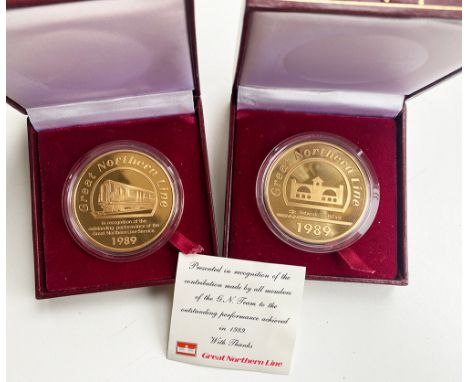 Great Northern Line
In recognition of the
outstanding performance of the
Great Northern Line Service
1989
Great Northern Line
1989
Presented in recognition of the
contribution made by all members
of the G.N. Team to the
outstanding performance achieved
in 1989
With Thanks
Great Northern Line